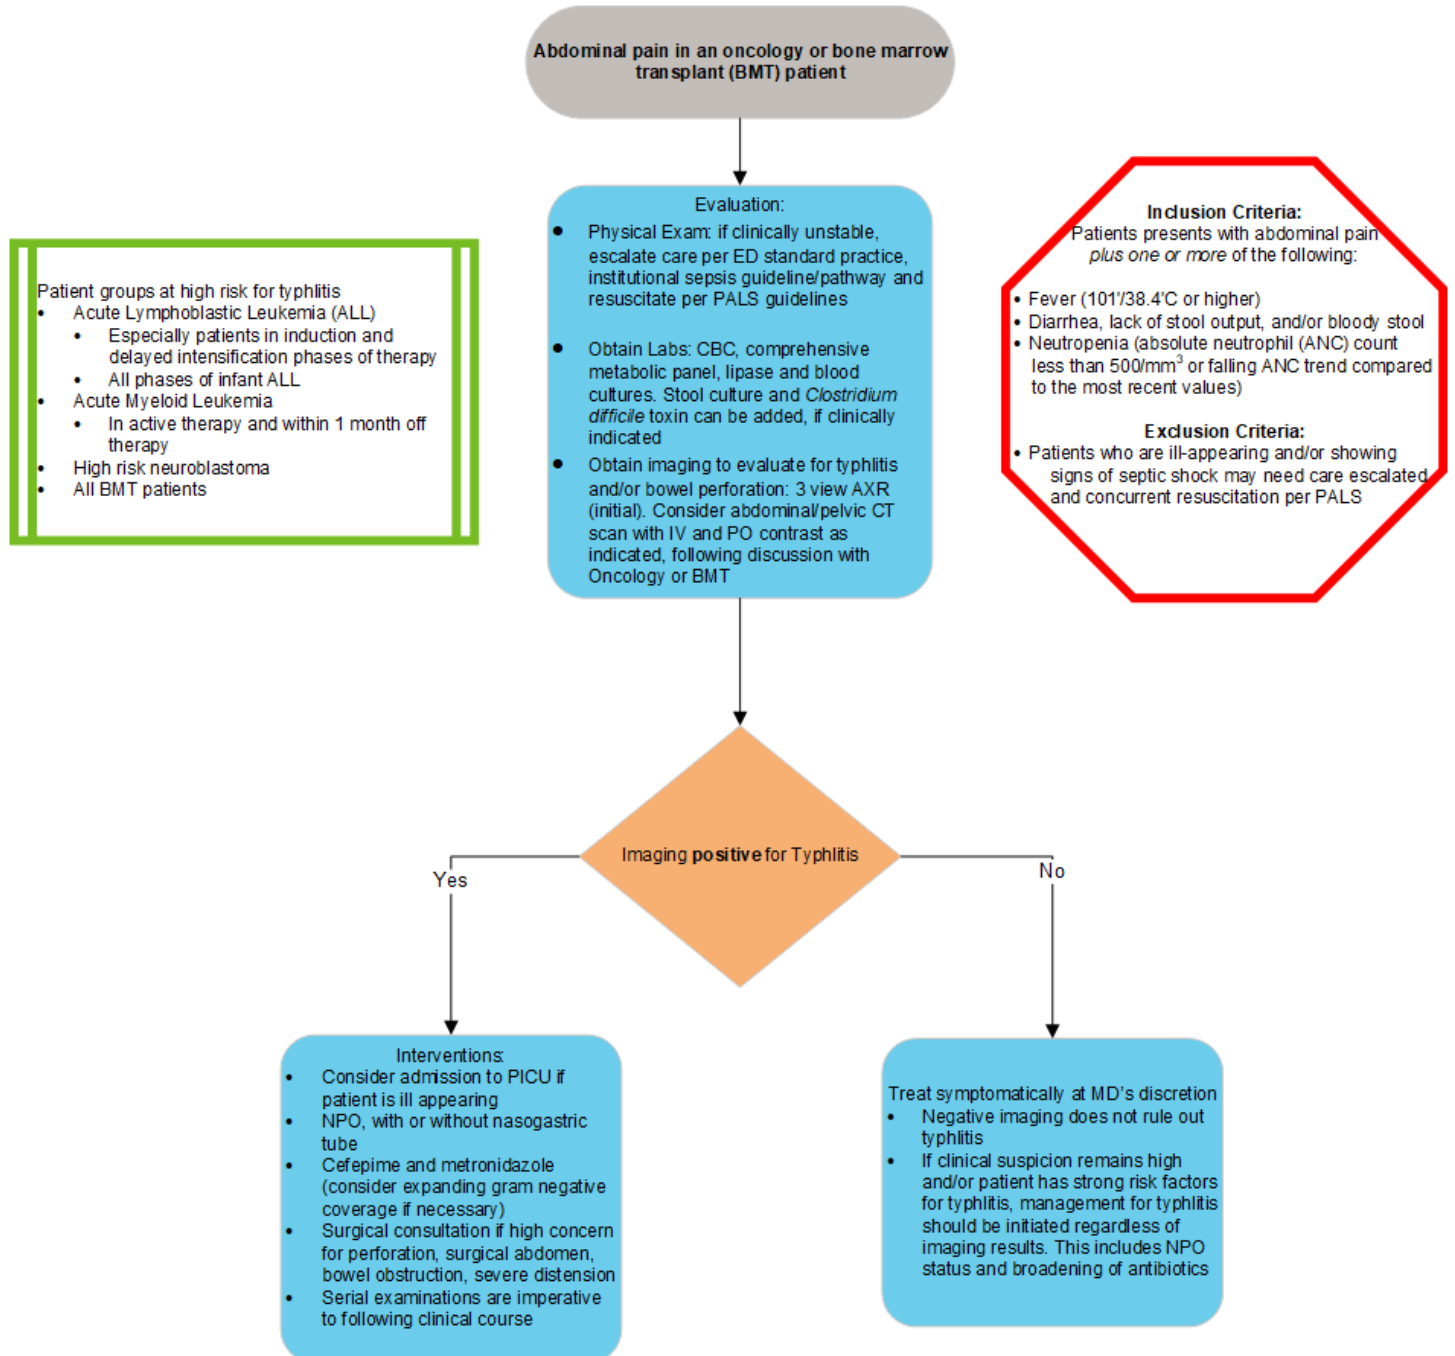 Abdominal pain in an oncology or bone marrow
transplant (BMT) patient
Evaluation:
• Physical Exam: if clinically unstable,
escalate care per ED standard practice,
institutional sepsis guideline/pathway and
resuscitate per PALS guidelines
• Obtain Labs: CBC, comprehensive
metabolic panel, lipase and blood
cultures. Stool culture and Clostridium
difficile toxin can be added, if clinically
indicated
• Obtain imaging to evaluate for typhlitis
and/or bowel perforation: 3 view AXR
(initial). Consider abdominal/pelvic CT
scan with IV and PO contrast as
indicated, following discussion with
Oncology or BMT
Patient groups at high risk for typhlitis
• Acute Lymphoblastic Leukemia (ALL)
• Especially patients in induction and
delayed intensification phases of therapy
• All phases of infant ALL
• Acute Myeloid Leukemia
• In active therapy and within 1 month off
therapy
• High risk neuroblastoma
• All BMT patients
Inclusion Criteria:
Patients presents with abdominal pain
plus one or more of the following:
• Fever (101'/38.4'C or higher)
• Diarrhea, lack of stool output, and/or bloody stool
• Neutropenia (absolute neutrophil (ANC) count
less than 500/mm³ or falling ANC trend compared
to the most recent values)
Exclusion Criteria:
• Patients who are ill-appearing and/or showing
signs of septic shock may need care escalated
and concurrent resuscitation per PALS
Imaging positive for Typhlitis
Yes
No
Interventions:
• Consider admission to PICU if
patient is ill appearing
• NPO, with or without nasogastric
tube
• Cefepime and metronidazole
(consider expanding gram negative
coverage if necessary)
• Surgical consultation if high concern
for perforation, surgical abdomen,
bowel obstruction, severe distension
• Serial examinations are imperative
to following clinical course
Treat symptomatically at MD's discretion
• Negative imaging does not rule out
typhlitis
• If clinical suspicion remains high
and/or patient has strong risk factors
for typhlitis, management for typhlitis
should be initiated regardless of
imaging results. This includes NPO
status and broadening of antibiotics